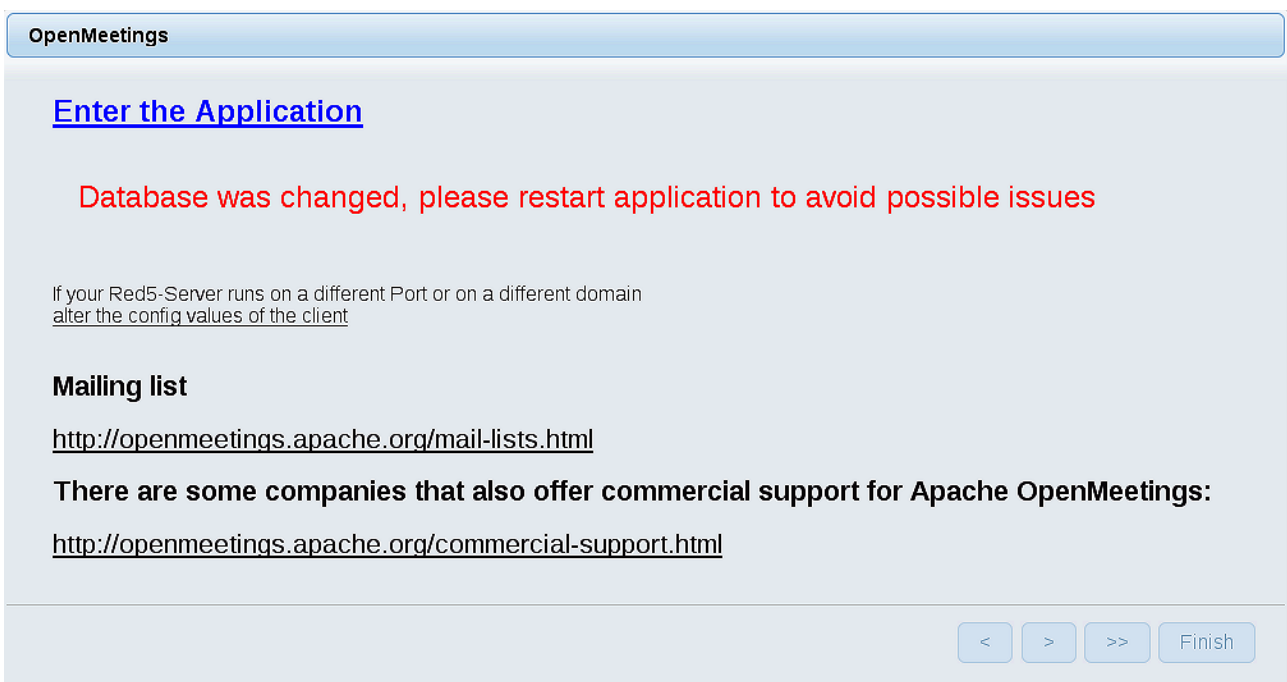 OpenMeetings
Enter the Application
Database was changed, please restart application to avoid possible issues
If your Red5-Server runs on a different Port or on a different domain
alter the config values of the client
Mailing list
http://openmeetings.apache.org/mail-lists.html
There are some companies that also offer commercial support for Apache OpenMeetings:
http://openmeetings.apache.org/commercial-support.html
< > >> Finish